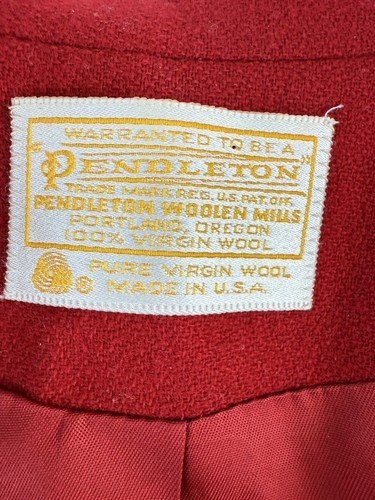 WARRANTED TO BE A
"PENDLETON"
TRADE MARK REG. U.S. PAT. OFF.
PENDLETON WOOLEN MILLS
PORTLAND, OREGON
100% VIRGIN WOOL
PURE VIRGIN WOOL
MADE IN U.S.A.